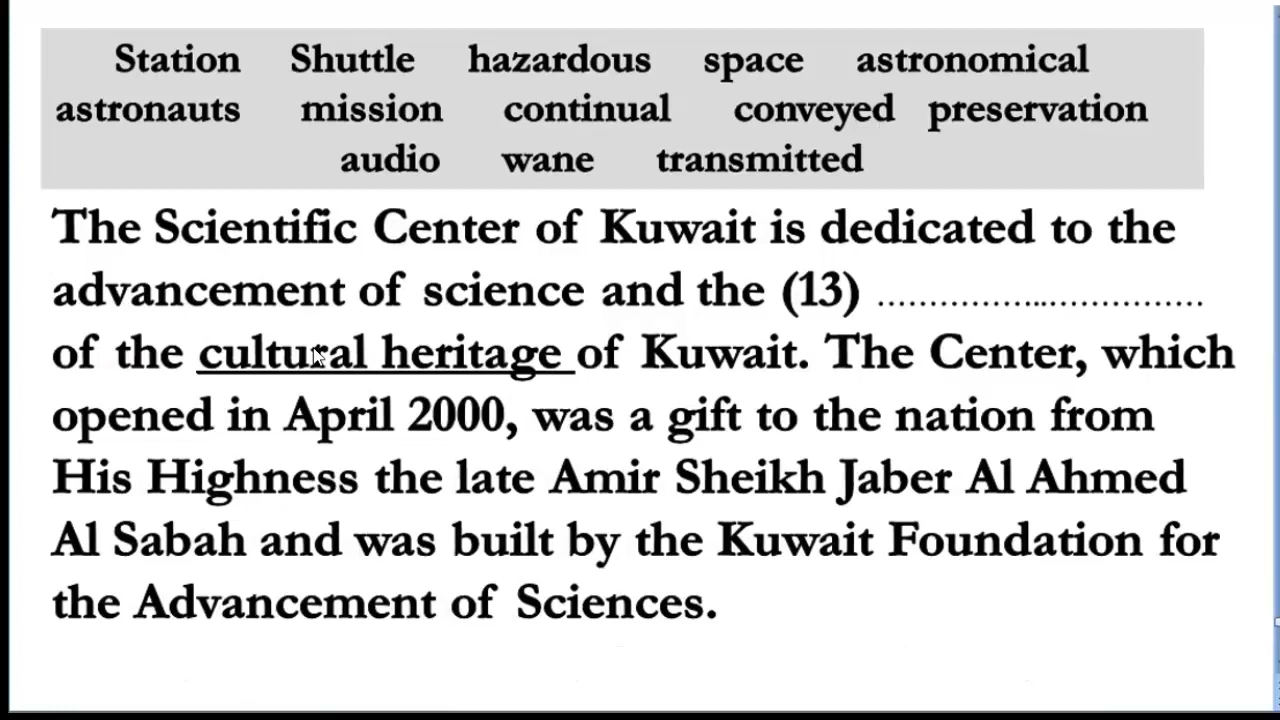 Station Shuttle hazardous space astronomical
astronauts mission continual conveyed preservation
audio wane transmitted
The Scientific Center of Kuwait is dedicated to the
advancement of science and the (13) ................................
of the cultural heritage of Kuwait. The Center, which
opened in April 2000, was a gift to the nation from
His Highness the late Amir Sheikh Jaber Al Ahmed
Al Sabah and was built by the Kuwait Foundation for
the Advancement of Sciences.